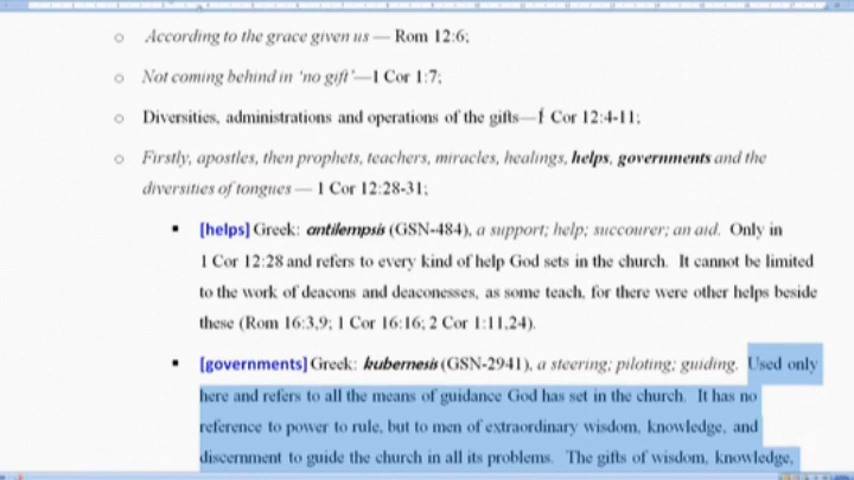 According to the grace given us — Rom 12:6;
Not coming behind in 'no gift'—1 Cor 1:7;
Diversities, administrations and operations of the gifts—1 Cor 12:4-11;
Firstly, apostles, then prophets, teachers, miracles, healings, helps, governments and the
diversities of tongues — 1 Cor 12:28-31;
[helps] Greek: antilempsis (GSN-484), a support; help; succourer; an aid. Only in
1 Cor 12:28 and refers to every kind of help God sets in the church. It cannot be limited
to the work of deacons and deaconesses, as some teach, for there were other helps beside
these (Rom 16:3,9; 1 Cor 16:16; 2 Cor 1:11,24).
[governments] Greek: kubernesis (GSN-2941), a steering; piloting; guiding. Used only
here and refers to all the means of guidance God has set in the church. It has no
reference to power to rule, but to men of extraordinary wisdom, knowledge, and
discernment to guide the church in all its problems. The gifts of wisdom, knowledge,